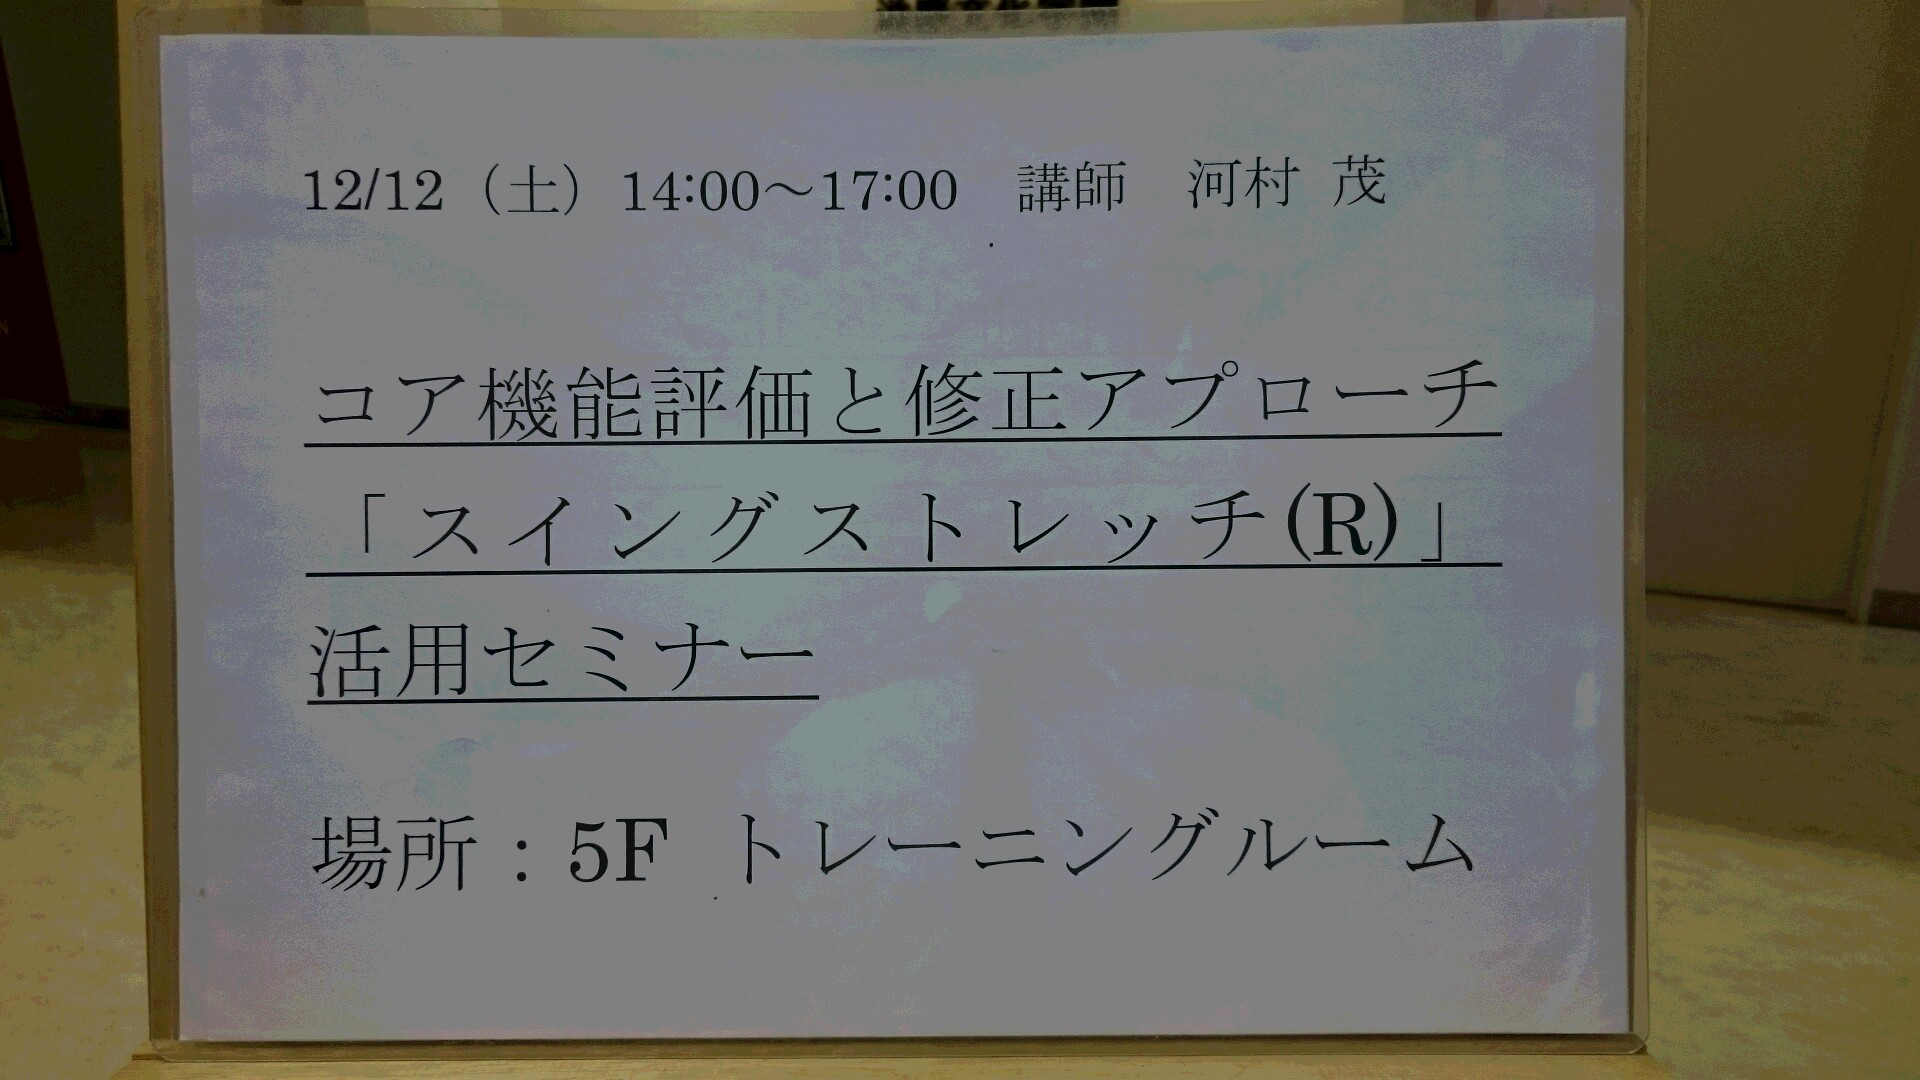 12/12（土）14:00～17:00　講師　河村 茂
コア機能評価と修正アプローチ
「スイングストレッチ(R)」
活用セミナー
場所：5F トレーニングルーム